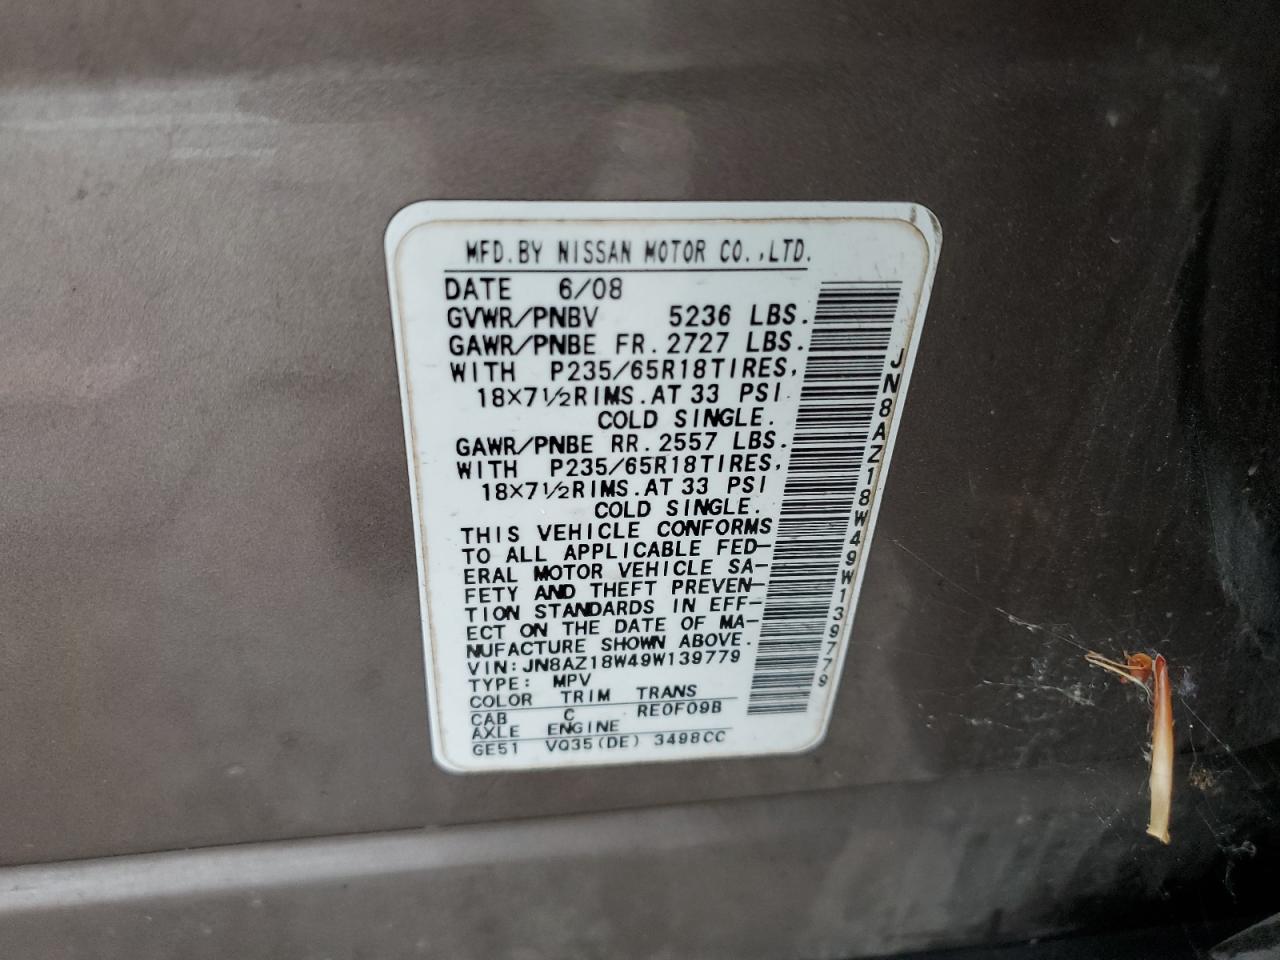 MFD.BY NISSAN MOTOR CO.,LTD.
DATE 6/08
GVWR/PNBV 5236 LBS.
GAWR/PNBE FR.2727 LBS.
WITH P235/65R18TIRES,
18×7½RIMS.AT 33 PSI
COLD SINGLE.
GAWR/PNBE RR.2557 LBS.
WITH P235/65R18TIRES,
18×7½RIMS.AT 33 PSI
COLD SINGLE.
THIS VEHICLE CONFORMS
TO ALL APPLICABLE FED-
ERAL MOTOR VEHICLE SA-
FETY AND THEFT PREVEN-
TION STANDARDS IN EFF-
ECT ON THE DATE OF MA-
NUFACTURE SHOWN ABOVE.
VIN:JN8AZ18W49W139779
TYPE: MPV
COLOR TRIM TRANS
CAB C RE0F09B
AXLE ENGINE
GE51 VQ35(DE) 3498CC
JN8AZ18W49W139779